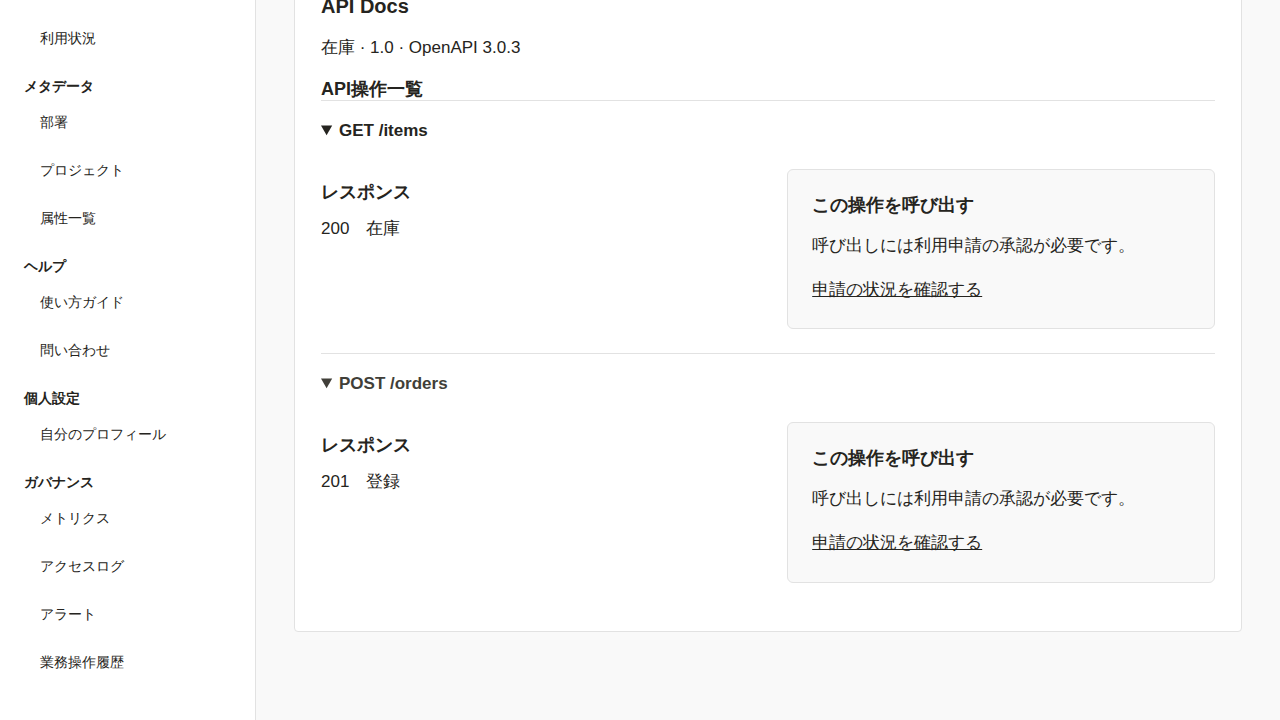 利用状況
メタデータ
部署
プロジェクト
属性一覧
ヘルプ
使い方ガイド
問い合わせ
個人設定
自分のプロフィール
ガバナンス
メトリクス
アクセスログ
アラート
業務操作履歴
API Docs
在庫 · 1.0 · OpenAPI 3.0.3
API操作一覧
▼ GET /items
レスポンス
200 在庫
この操作を呼び出す
呼び出しには利用申請の承認が必要です。
申請の状況を確認する
▼ POST /orders
レスポンス
201 登録
この操作を呼び出す
呼び出しには利用申請の承認が必要です。
申請の状況を確認する